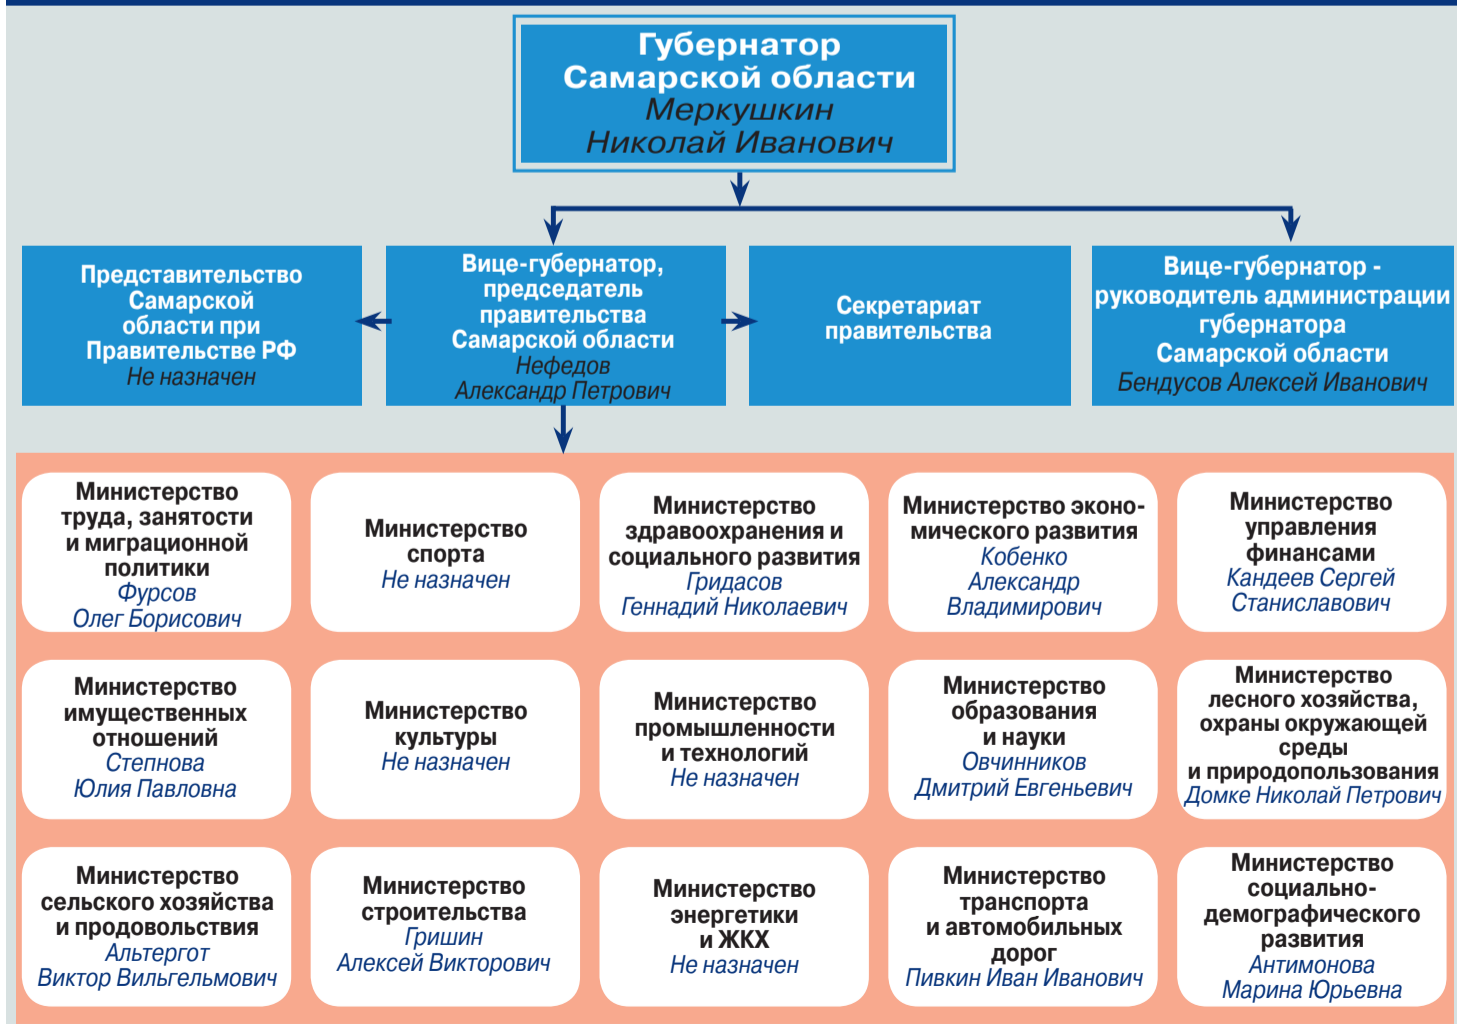 Губернатор
Самарской области
Меркушкин
Николай Иванович
Представительство
Самарской
области при
Правительстве РФ
Не назначен
Вице-губернатор,
председатель
правительства
Самарской области
Нефедов
Александр Петрович
Секретариат
правительства
Вице-губернатор -
руководитель администрации
губернатора
Самарской области
Бендусов Алексей Иванович
Министерство
труда, занятости
и миграционной
политики
Фурсов
Олег Борисович
Министерство
спорта
Не назначен
Министерство
здравоохранения и
социального развития
Гридасов
Геннадий Николаевич
Министерство эконо-
мического развития
Кобенко
Александр
Владимирович
Министерство
управления
финансами
Кандеев Сергей
Станиславович
Министерство
имущественных
отношений
Степнова
Юлия Павловна
Министерство
культуры
Не назначен
Министерство
промышленности
и технологий
Не назначен
Министерство
образования
и науки
Овчинников
Дмитрий Евгеньевич
Министерство
лесного хозяйства,
охраны окружающей
среды
и природопользования
Домке Николай Петрович
Министерство
сельского хозяйства
и продовольствия
Альтергот
Виктор Вильгельмович
Министерство
строительства
Гришин
Алексей Викторович
Министерство
энергетики
и ЖКХ
Не назначен
Министерство
транспорта
и автомобильных
дорог
Пивкин Иван Иванович
Министерство
социально-
демографического
развития
Антимонова
Марина Юрьевна